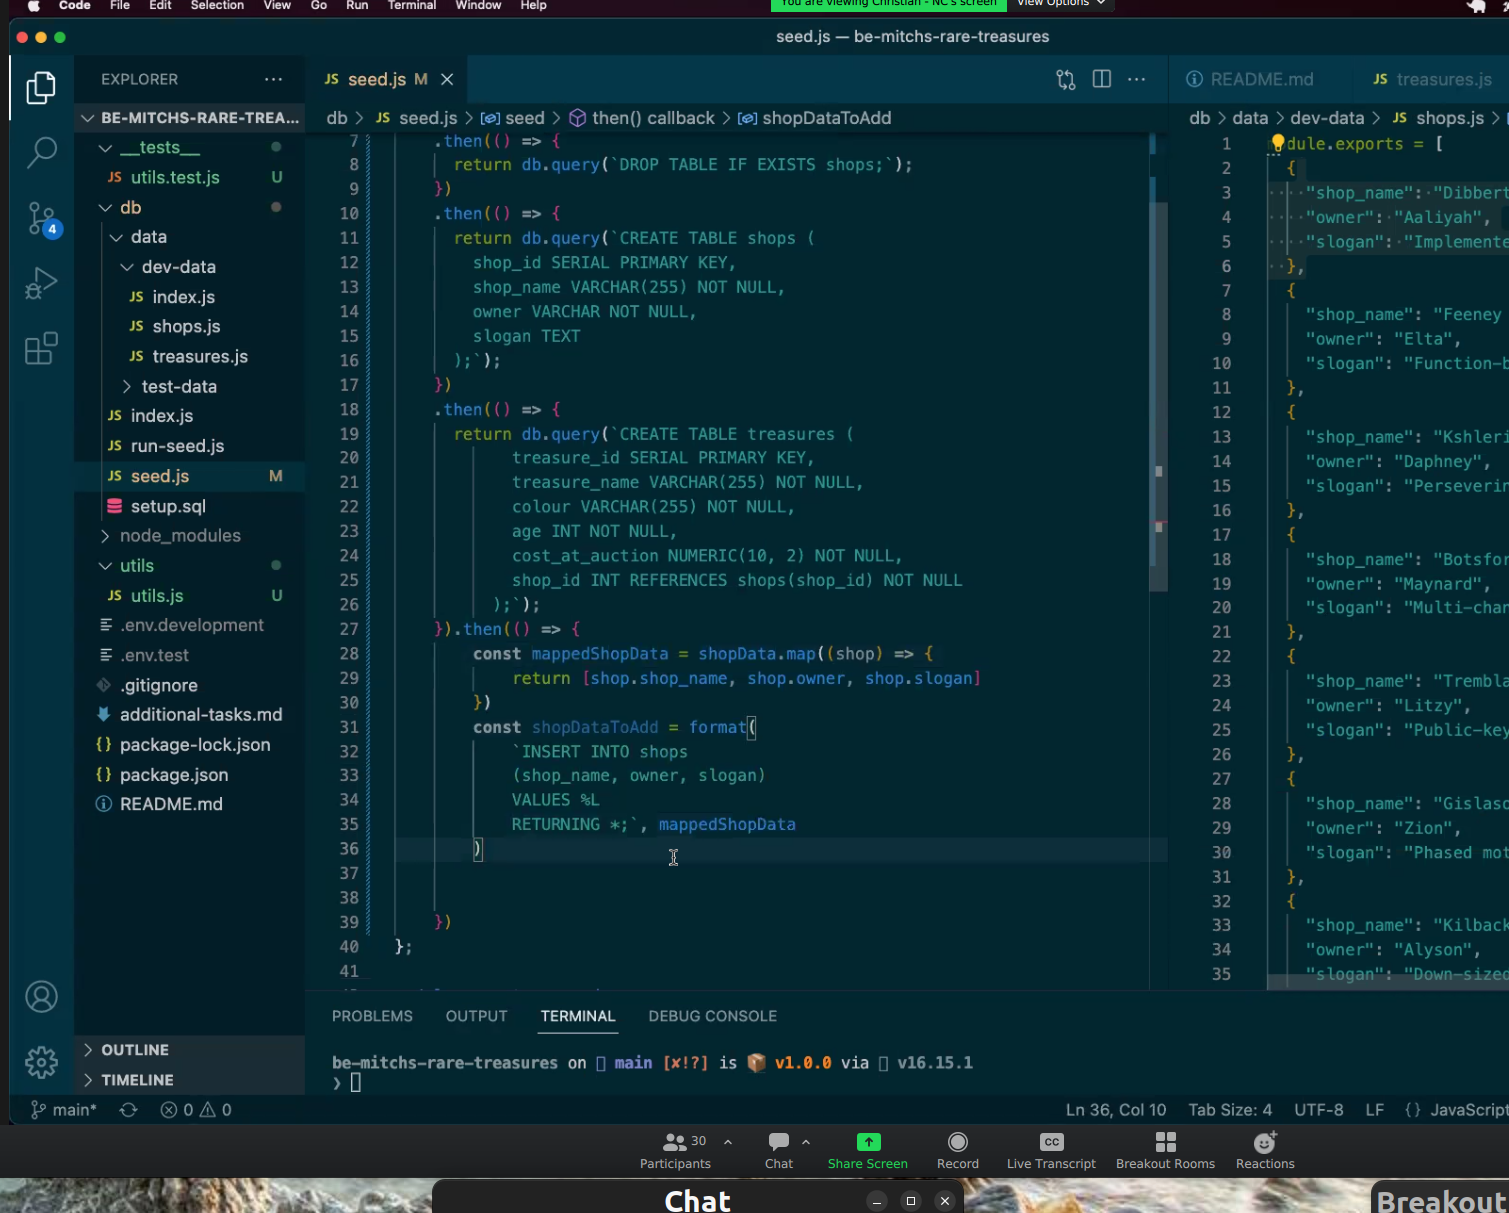 Code File Edit Selection View Go Run Terminal Window Help
You are viewing Christian - NC's screen View Options
seed.js — be-mitchs-rare-treasures
EXPLORER
BE-MITCHS-RARE-TREA...
__tests__
JS utils.test.js U
db
data
dev-data
JS index.js
JS shops.js
JS treasures.js
test-data
JS index.js
JS run-seed.js
JS seed.js M
setup.sql
node_modules
utils
JS utils.js U
.env.development
.env.test
.gitignore
additional-tasks.md
{} package-lock.json
{} package.json
README.md
OUTLINE
TIMELINE
4
JS seed.js M
db > JS seed.js > seed > then() callback > shopDataToAdd
7 .then(() => {
8 return db.query(`DROP TABLE IF EXISTS shops;`);
9 })
10 .then(() => {
11 return db.query(`CREATE TABLE shops (
12 shop_id SERIAL PRIMARY KEY,
13 shop_name VARCHAR(255) NOT NULL,
14 owner VARCHAR NOT NULL,
15 slogan TEXT
16 );`);
17 })
18 .then(() => {
19 return db.query(`CREATE TABLE treasures (
20 treasure_id SERIAL PRIMARY KEY,
21 treasure_name VARCHAR(255) NOT NULL,
22 colour VARCHAR(255) NOT NULL,
23 age INT NOT NULL,
24 cost_at_auction NUMERIC(10, 2) NOT NULL,
25 shop_id INT REFERENCES shops(shop_id) NOT NULL
26 );`);
27 }).then(() => {
28 const mappedShopData = shopData.map((shop) => {
29 return [shop.shop_name, shop.owner, shop.slogan]
30 })
31 const shopDataToAdd = format(
32 `INSERT INTO shops
33 (shop_name, owner, slogan)
34 VALUES %L
35 RETURNING *;`, mappedShopData
36 )
37
38
39 })
40 };
41
README.md JS treasures.js
db > data > dev-data > JS shops.js >
1 dule.exports = [
2 {
3 "shop_name": "Dibbert
4 "owner": "Aaliyah",
5 "slogan": "Implemente
6 },
7 {
8 "shop_name": "Feeney
9 "owner": "Elta",
10 "slogan": "Function-b
11 },
12 {
13 "shop_name": "Kshleri
14 "owner": "Daphney",
15 "slogan": "Perseverin
16 },
17 {
18 "shop_name": "Botsfor
19 "owner": "Maynard",
20 "slogan": "Multi-chan
21 },
22 {
23 "shop_name": "Trembla
24 "owner": "Litzy",
25 "slogan": "Public-key
26 },
27 {
28 "shop_name": "Gislaso
29 "owner": "Zion",
30 "slogan": "Phased mot
31 },
32 {
33 "shop_name": "Kilback
34 "owner": "Alyson",
35 "slogan": "Down-sized
PROBLEMS OUTPUT TERMINAL DEBUG CONSOLE
be-mitchs-rare-treasures on main [x!?] is v1.0.0 via v16.15.1
❯
main* 0 0 Ln 36, Col 10 Tab Size: 4 UTF-8 LF {} JavaScript
30
Participants Chat Share Screen Record Live Transcript Breakout Rooms Reactions
CC
Chat
Breakout